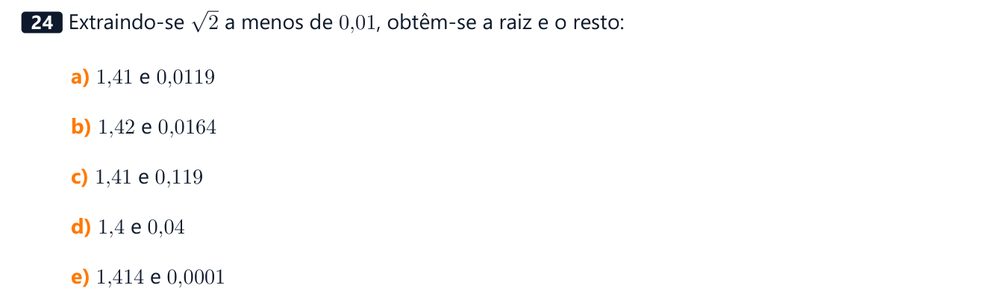 24 Extraindo-se √2 a menos de 0,01, obtêm-se a raiz e o resto:
a) 1,41 e 0,0119
b) 1,42 e 0,0164
c) 1,41 e 0,119
d) 1,4 e 0,04
e) 1,414 e 0,0001